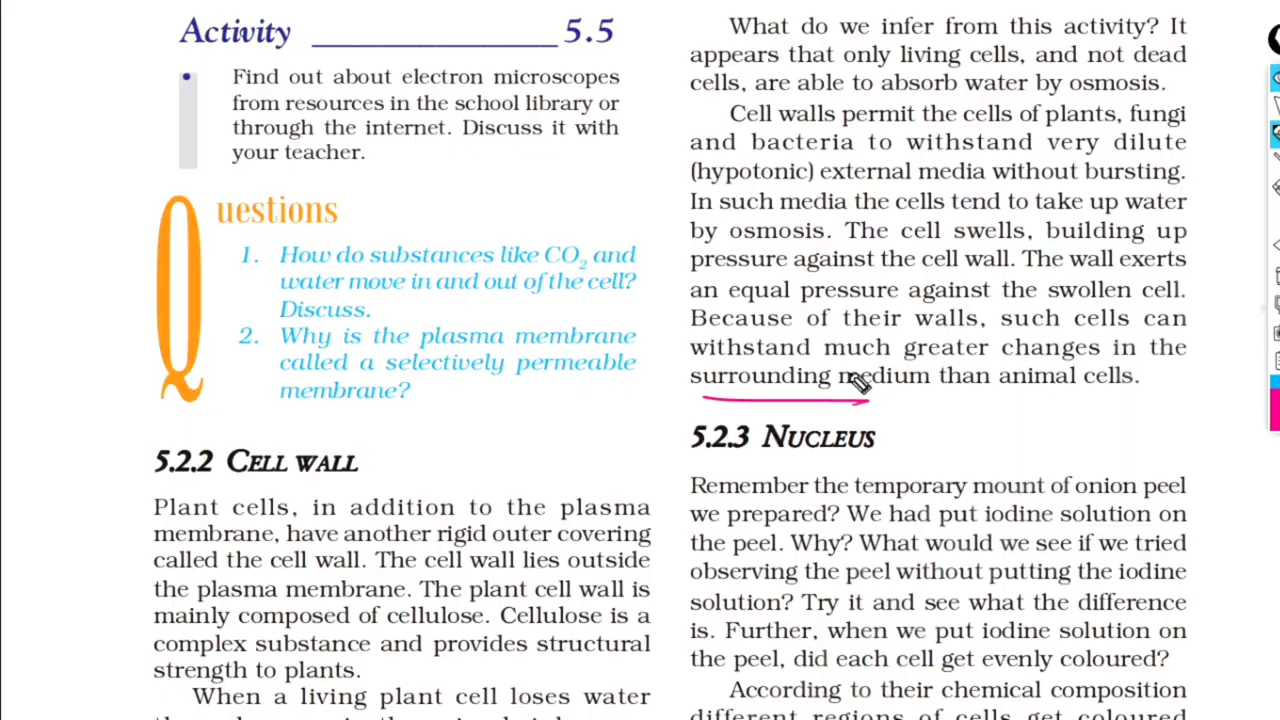 Activity ____________________ 5.5
• Find out about electron microscopes
from resources in the school library or
through the internet. Discuss it with
your teacher.
Questions
1. How do substances like CO₂ and
water move in and out of the cell?
Discuss.
2. Why is the plasma membrane
called a selectively permeable
membrane?
5.2.2 CELL WALL
Plant cells, in addition to the plasma
membrane, have another rigid outer covering
called the cell wall. The cell wall lies outside
the plasma membrane. The plant cell wall is
mainly composed of cellulose. Cellulose is a
complex substance and provides structural
strength to plants.
When a living plant cell loses water
What do we infer from this activity? It
appears that only living cells, and not dead
cells, are able to absorb water by osmosis.
Cell walls permit the cells of plants, fungi
and bacteria to withstand very dilute
(hypotonic) external media without bursting.
In such media the cells tend to take up water
by osmosis. The cell swells, building up
pressure against the cell wall. The wall exerts
an equal pressure against the swollen cell.
Because of their walls, such cells can
withstand much greater changes in the
surrounding medium than animal cells.
5.2.3 NUCLEUS
Remember the temporary mount of onion peel
we prepared? We had put iodine solution on
the peel. Why? What would we see if we tried
observing the peel without putting the iodine
solution? Try it and see what the difference
is. Further, when we put iodine solution on
the peel, did each cell get evenly coloured?
According to their chemical composition
different regions of cells get coloured